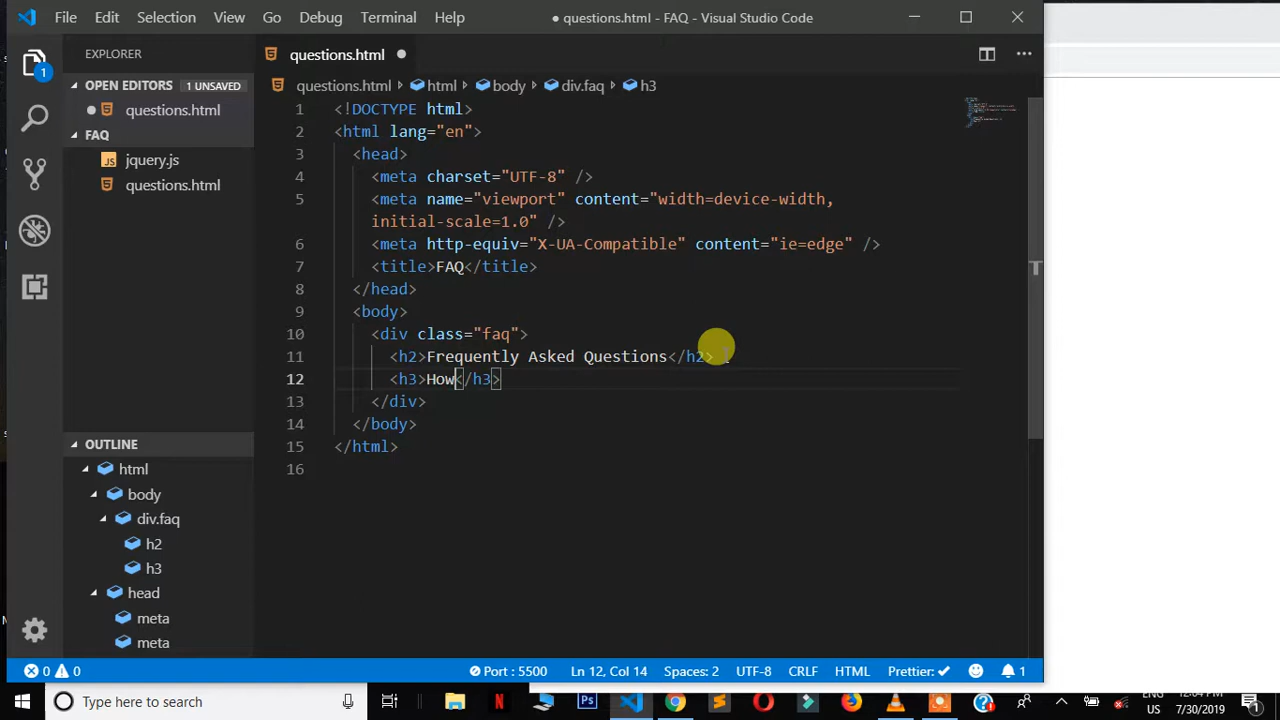 File Edit Selection View Go Debug Terminal Help
● questions.html - FAQ - Visual Studio Code
EXPLORER
OPEN EDITORS 1 UNSAVED
questions.html
FAQ
JS jquery.js
questions.html
OUTLINE
html
body
div.faq
h2
h3
head
meta
meta
1
questions.html ●
questions.html › html › body › div.faq › h3
1 <!DOCTYPE html>
2 <html lang="en">
3 <head>
4 <meta charset="UTF-8" />
5 <meta name="viewport" content="width=device-width,
initial-scale=1.0" />
6 <meta http-equiv="X-UA-Compatible" content="ie=edge" />
7 <title>FAQ</title>
8 </head>
9 <body>
10 <div class="faq">
11 <h2>Frequently Asked Questions</h2>
12 <h3>How</h3>
13 </div>
14 </body>
15 </html>
16
0 0 Port : 5500 Ln 12, Col 14 Spaces: 2 UTF-8 CRLF HTML Prettier: ✓ 1
Type here to search
Ps
ENG 12:04 PM
US 7/30/2019
1